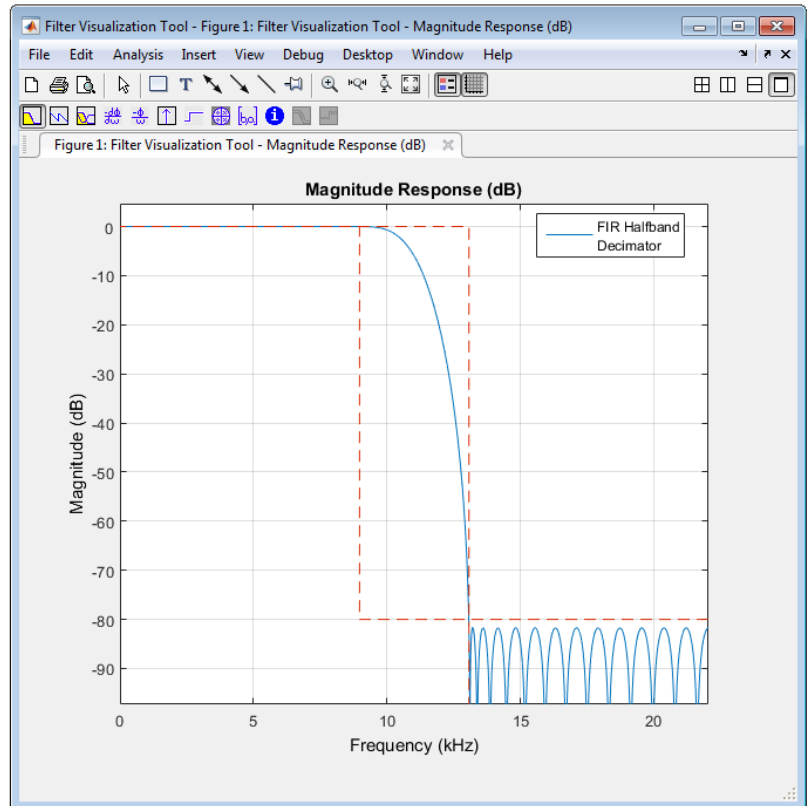 Filter Visualization Tool - Figure 1: Filter Visualization Tool - Magnitude Response (dB)
File Edit Analysis Insert View Debug Desktop Window Help
Figure 1: Filter Visualization Tool - Magnitude Response (dB)
Magnitude Response (dB)
FIR Halfband
Decimator
Magnitude (dB)
0
-10
-20
-30
-40
-50
-60
-70
-80
-90
0 5 10 15 20
Frequency (kHz)